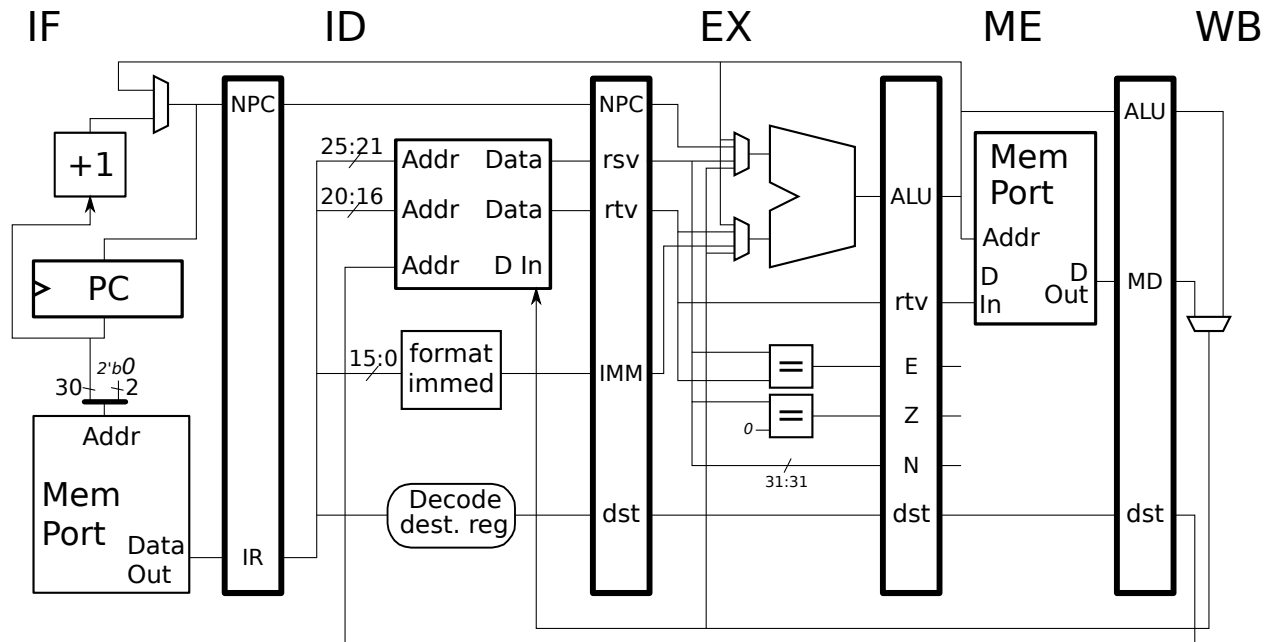 IF
ID
EX
ME
WB
+1
PC
30
2'b0
2
Addr
Mem
Port
Data
Out
NPC
IR
25:21
20:16
Addr
Data
Addr
Data
Addr
D In
15:0
format
immed
Decode
dest. reg
NPC
rsv
rtv
IMM
dst
=
=
0
31:31
ALU
rtv
E
Z
N
dst
Mem
Port
Addr
D
In
D
Out
ALU
MD
dst